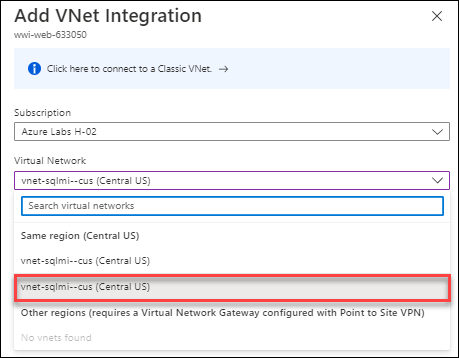 Add VNet Integration
wwi-web-633050
Click here to connect to a Classic VNet. →
Subscription
Azure Labs H-02
Virtual Network
vnet-sqlmi--cus (Central US)
Search virtual networks
Same region (Central US)
vnet-sqlmi--cus (Central US)
vnet-sqlmi--cus (Central US)
Other regions (requires a Virtual Network Gateway configured with Point to Site VPN)
No vnets found